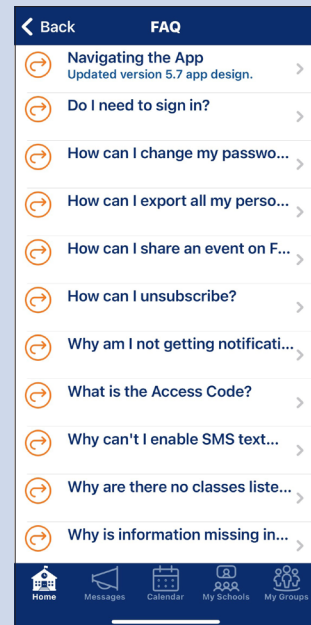 Back
FAQ
Navigating the App
Updated version 5.7 app design.
Do I need to sign in?
How can I change my passwo...
How can I export all my perso...
How can I share an event on F...
How can I unsubscribe?
Why am I not getting notificati...
What is the Access Code?
Why can't I enable SMS text...
Why are there no classes liste...
Why is information missing in...
Home
Messages
Calendar
My Schools
My Groups